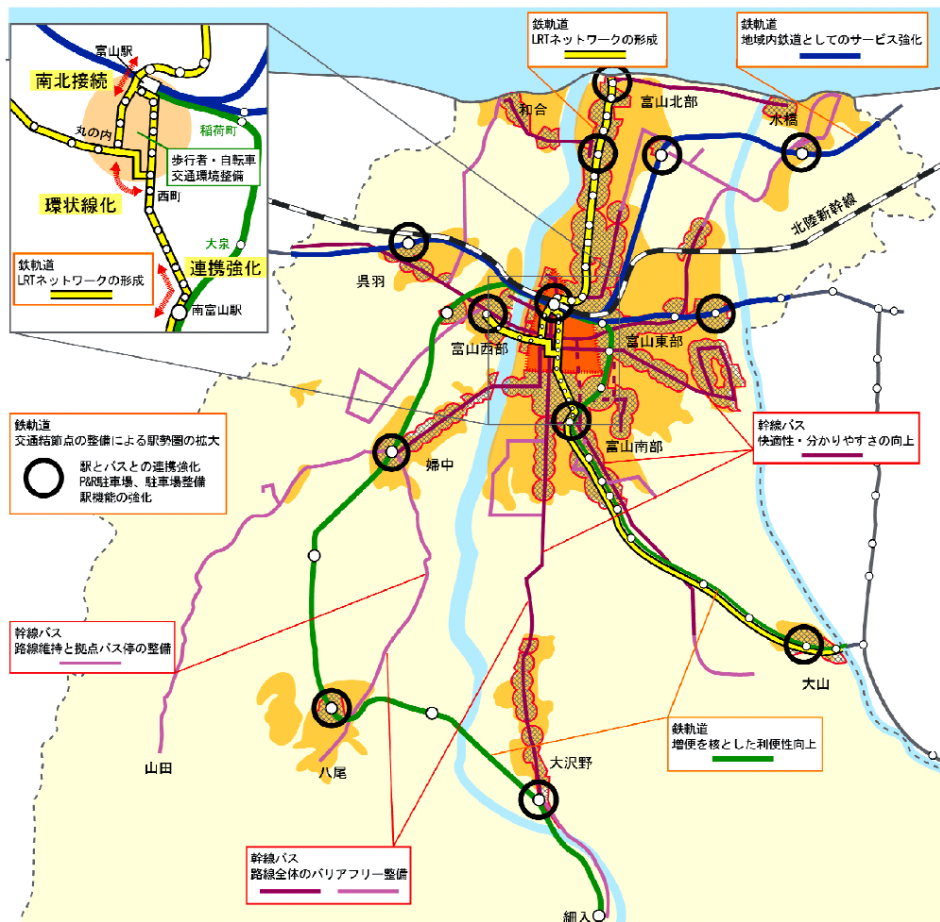 富山駅
南北接続
丸の内
稲荷町
歩行者・自転車
交通環境整備
西町
環状線化
大泉
連携強化
鉄軌道
LRTネットワークの形成
南富山駅
鉄軌道
LRTネットワークの形成
鉄軌道
地域内鉄道としてのサービス強化
富山北部
和合
水橋
北陸新幹線
呉羽
富山西部
富山東部
鉄軌道
交通結節点の整備による駅勢圏の拡大
駅とバスとの連携強化
P&R駐車場、駐車場整備
駅機能の強化
婦中
富山南部
幹線バス
快適性・分かりやすさの向上
幹線バス
路線維持と拠点バス停の整備
大山
鉄軌道
増便を核とした利便性向上
山田
八尾
大沢野
幹線バス
路線全体のバリアフリー整備
細入